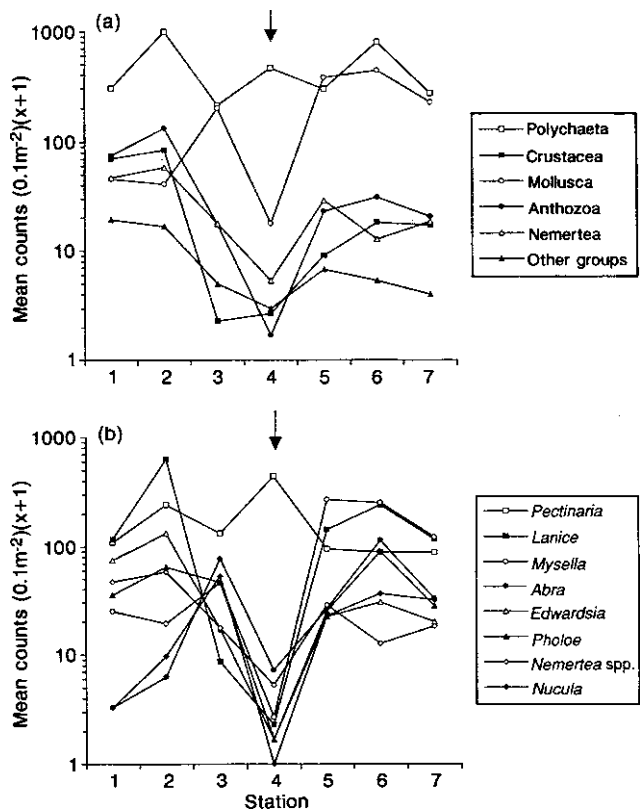 (a)
1000
100
10
1
Mean counts (0.1m-2)(x+1)
1 2 3 4 5 6 7
Polychaeta
Crustacea
Mollusca
Anthozoa
Nemertea
Other groups
(b)
1000
100
10
1
Mean counts (0.1m-2)(x+1)
1 2 3 4 5 6 7
Station
Pectinaria
Lanice
Mysella
Abra
Edwardsia
Pholoe
Nemertea spp.
Nucula